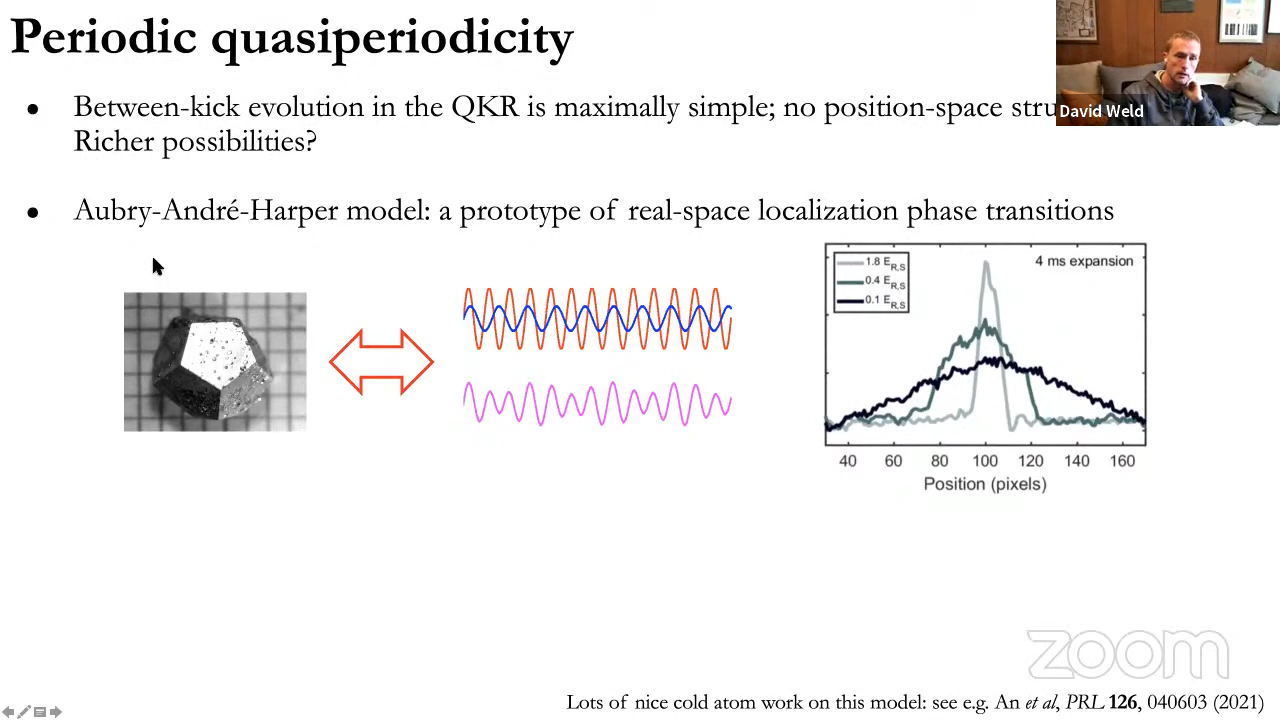 Periodic quasiperiodicity
David Weld
● Between-kick evolution in the QKR is maximally simple; no position-space
Richer possibilities?
● Aubry-André-Harper model: a prototype of real-space localization phase transitions
4 ms expansion
1.8 E_R,S
0.4 E_R,S
0.1 E_R,S
40 60 80 100 120 140 160
Position (pixels)
zoom
Lots of nice cold atom work on this model: see e.g. An et al, PRL 126, 040603 (2021)